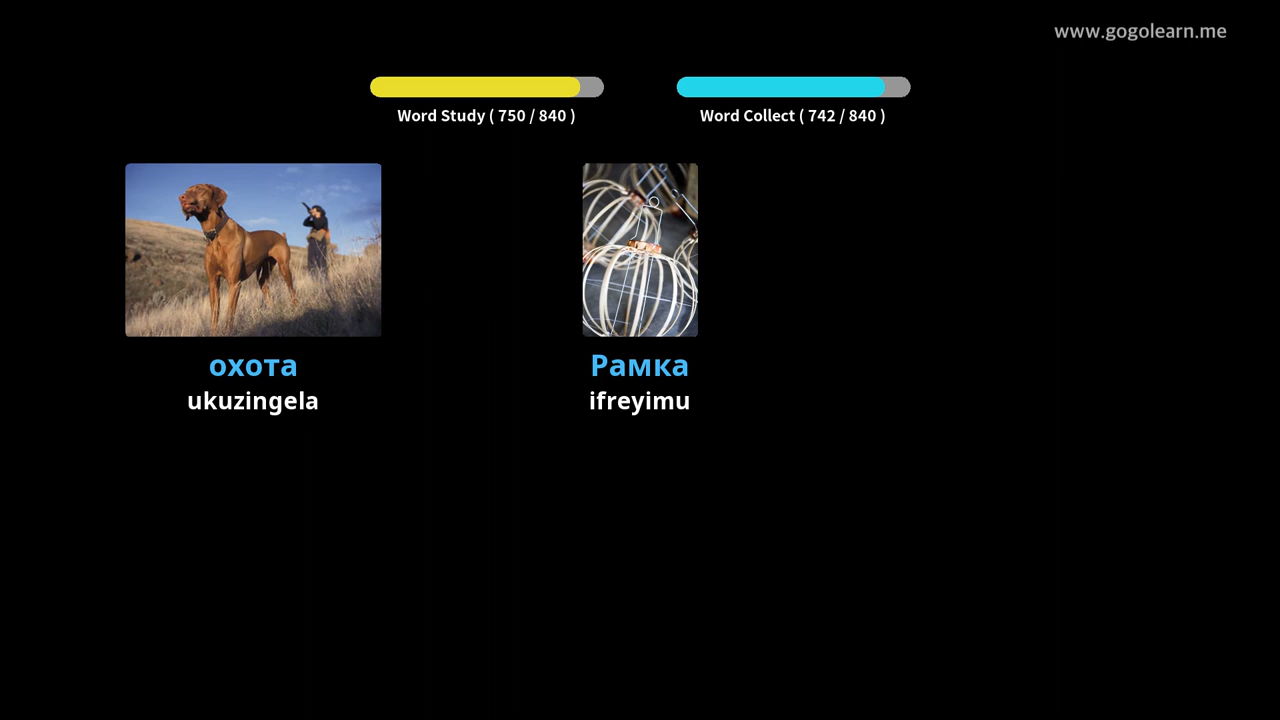 www.gogolearn.me
Word Study ( 750 / 840 )
Word Collect ( 742 / 840 )
охота
ukuzingela
Рамка
ifreyimu